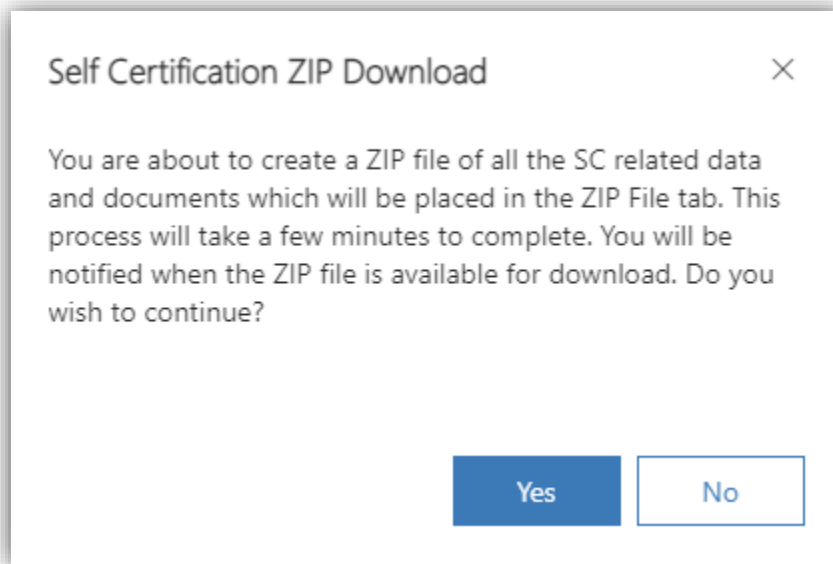 Self Certification ZIP Download
You are about to create a ZIP file of all the SC related data
and documents which will be placed in the ZIP File tab. This
process will take a few minutes to complete. You will be
notified when the ZIP file is available for download. Do you
wish to continue?
Yes
No